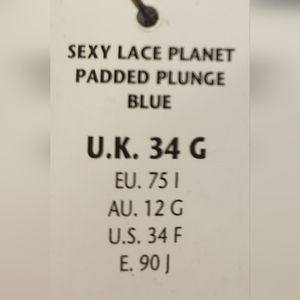 SEXY LACE PLANET
PADDED PLUNGE
BLUE
U.K. 34 G
EU. 75 I
AU. 12 G
U.S. 34 F
E. 90 J